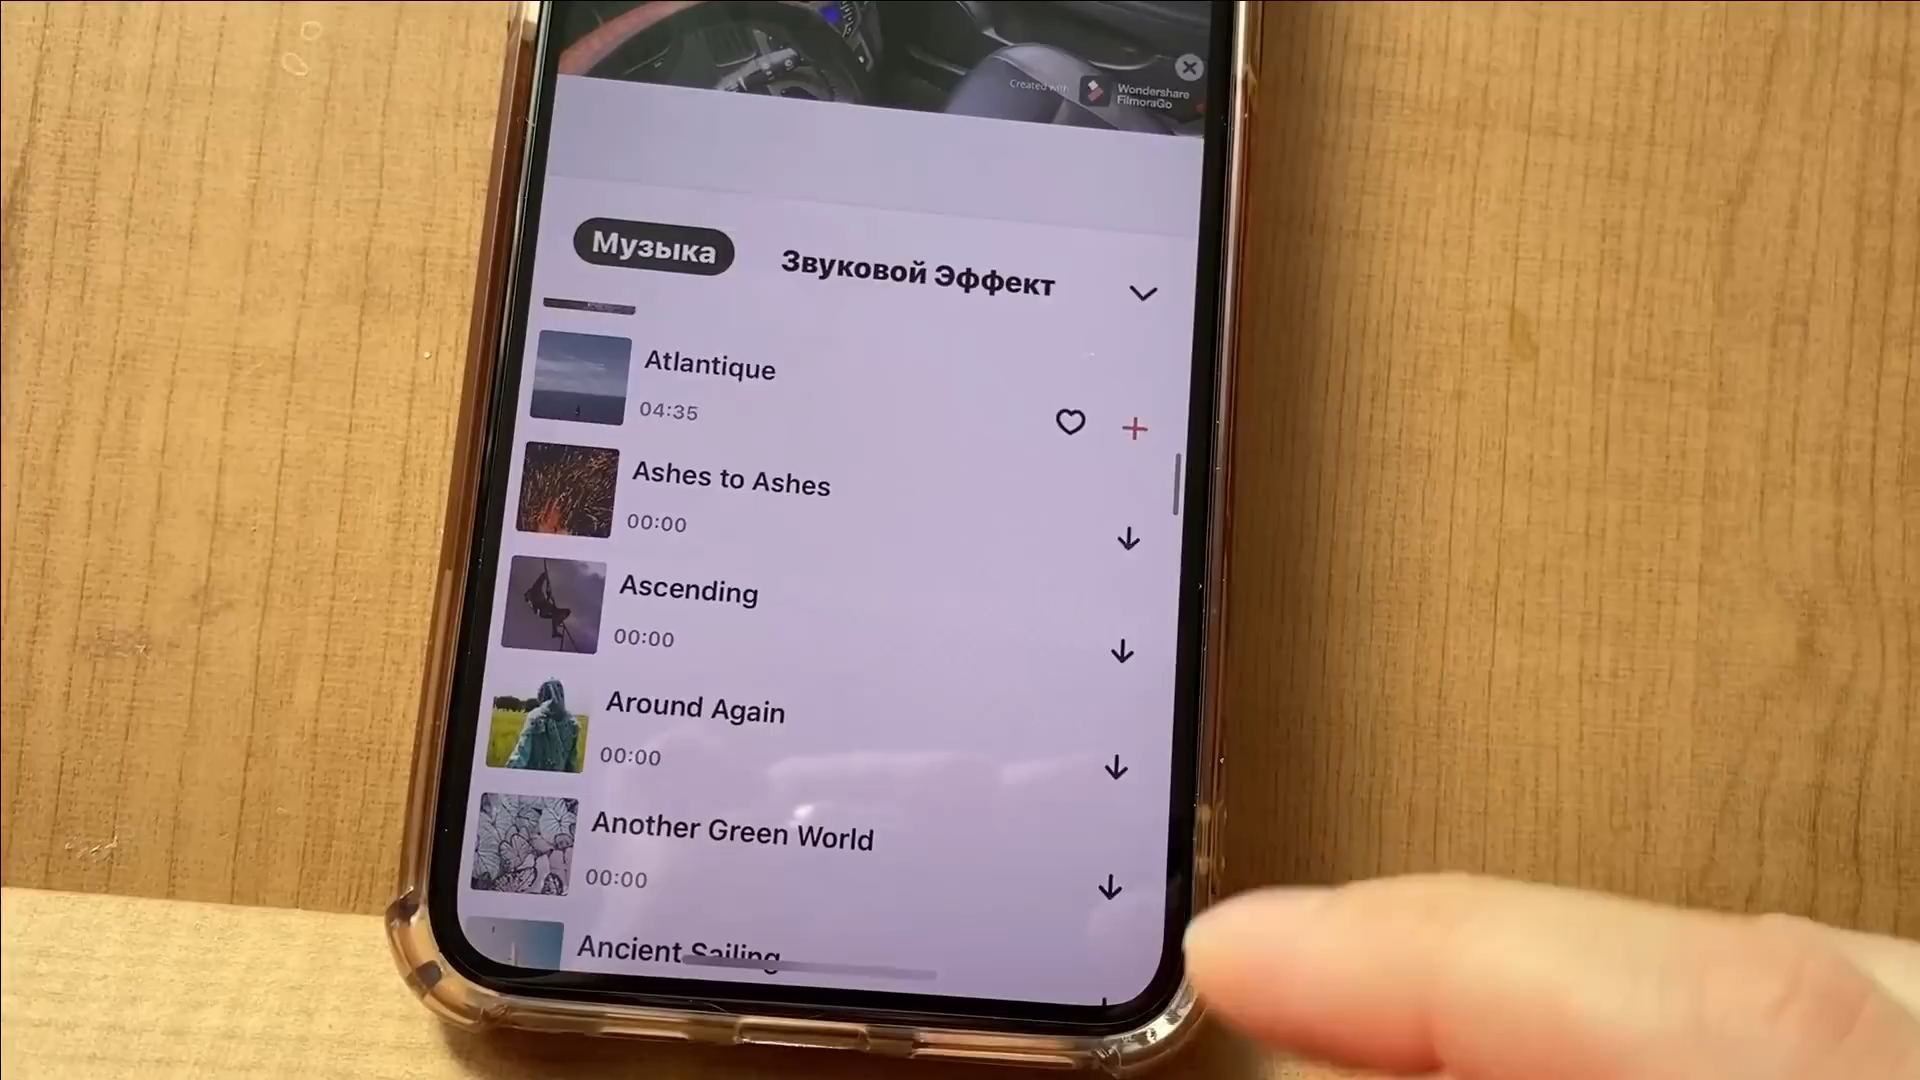 Created with
Wondershare
FilmoraGo
Музыка
Звуковой Эффект
Atlantique
04:35
Ashes to Ashes
00:00
Ascending
00:00
Around Again
00:00
Another Green World
00:00
Ancient Sailing